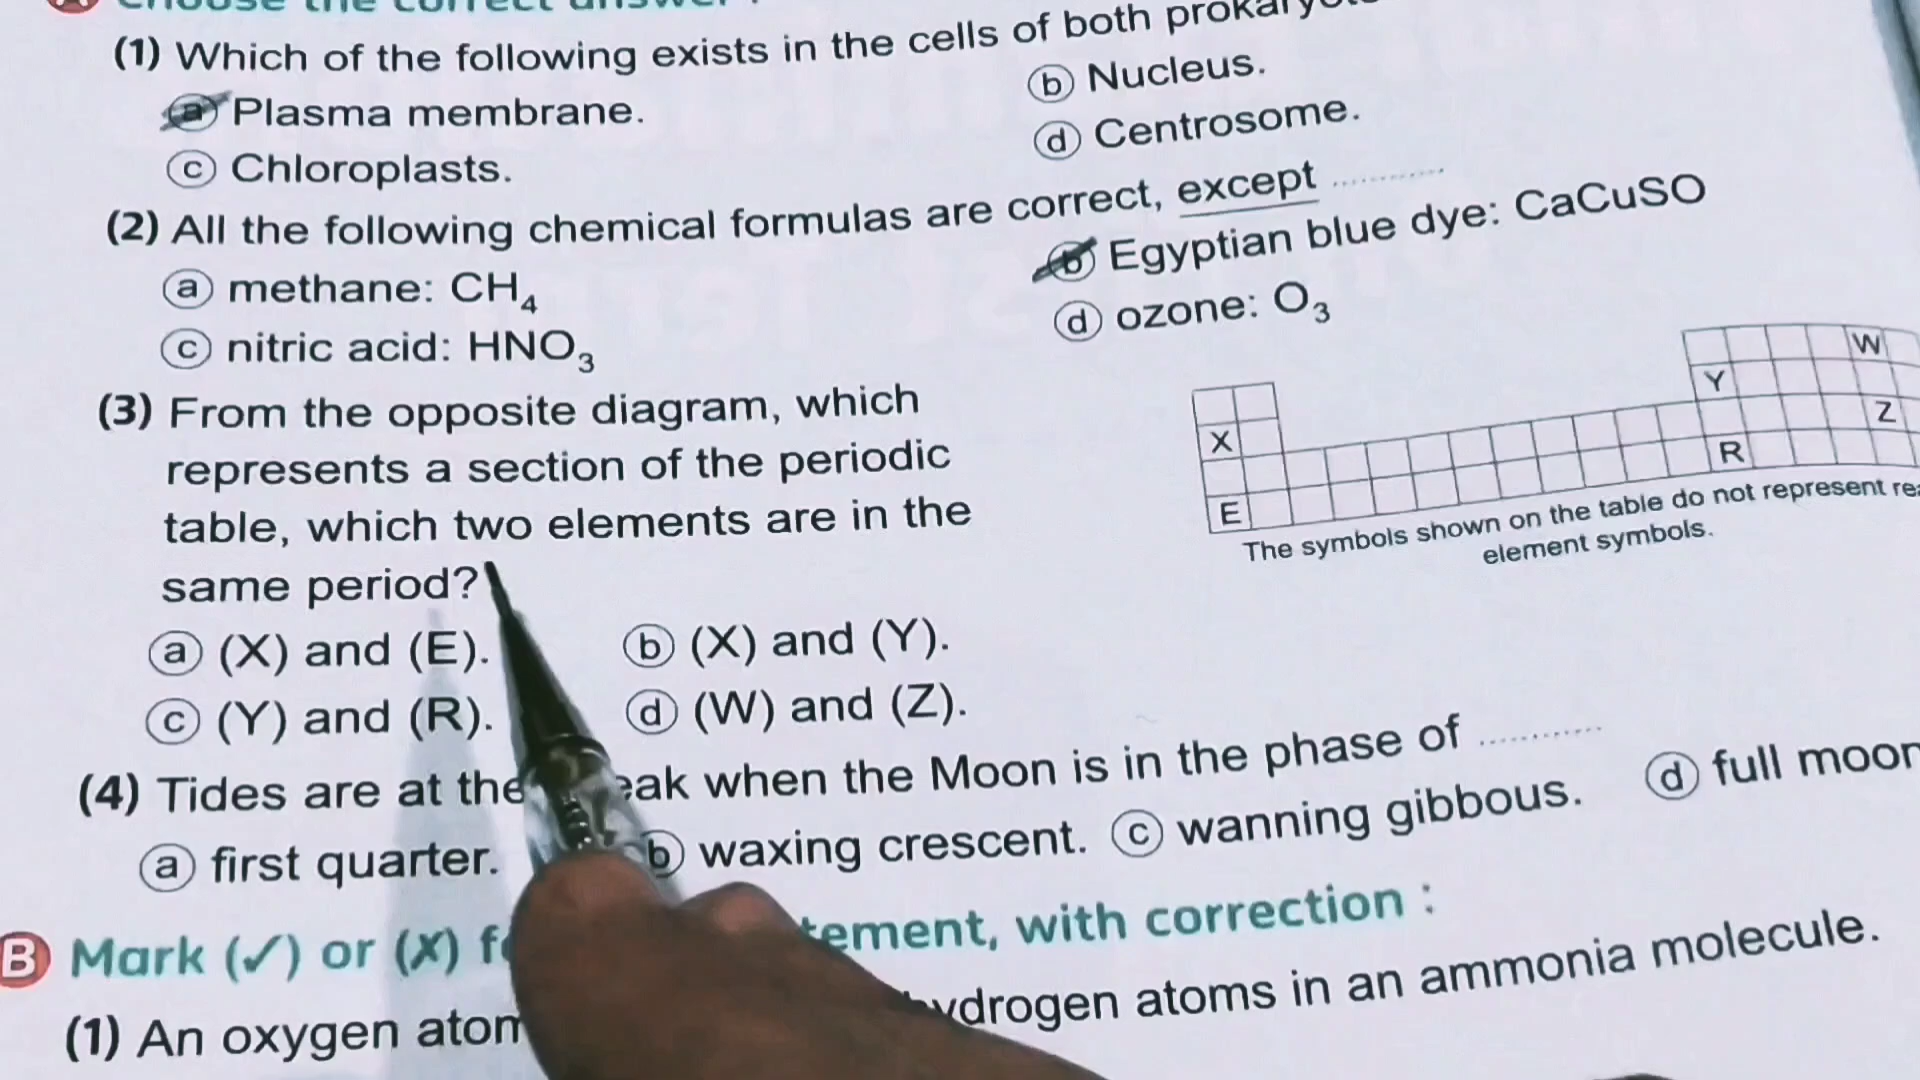 A Choose the correct answer :
(1) Which of the following exists in the cells of both
a Plasma membrane.
b Nucleus.
c Chloroplasts.
d Centrosome.
(2) All the following chemical formulas are correct, except ............
a methane: CH₄
b Egyptian blue dye: CaCuSO
c nitric acid: HNO₃
d ozone: O₃
(3) From the opposite diagram, which
represents a section of the periodic
table, which two elements are in the
same period?
W
Y
X
Z
R
E
The symbols shown on the table do not represent
element symbols.
a (X) and (E).
b (X) and (Y).
c (Y) and (R).
d (W) and (Z).
(4) Tides are at the when the Moon is in the phase of ............
a first quarter.
b waxing crescent.
c wanning gibbous.
d full moon
B Mark (✓) or (X) with correction :
(1) An oxygen atoms in an ammonia molecule.